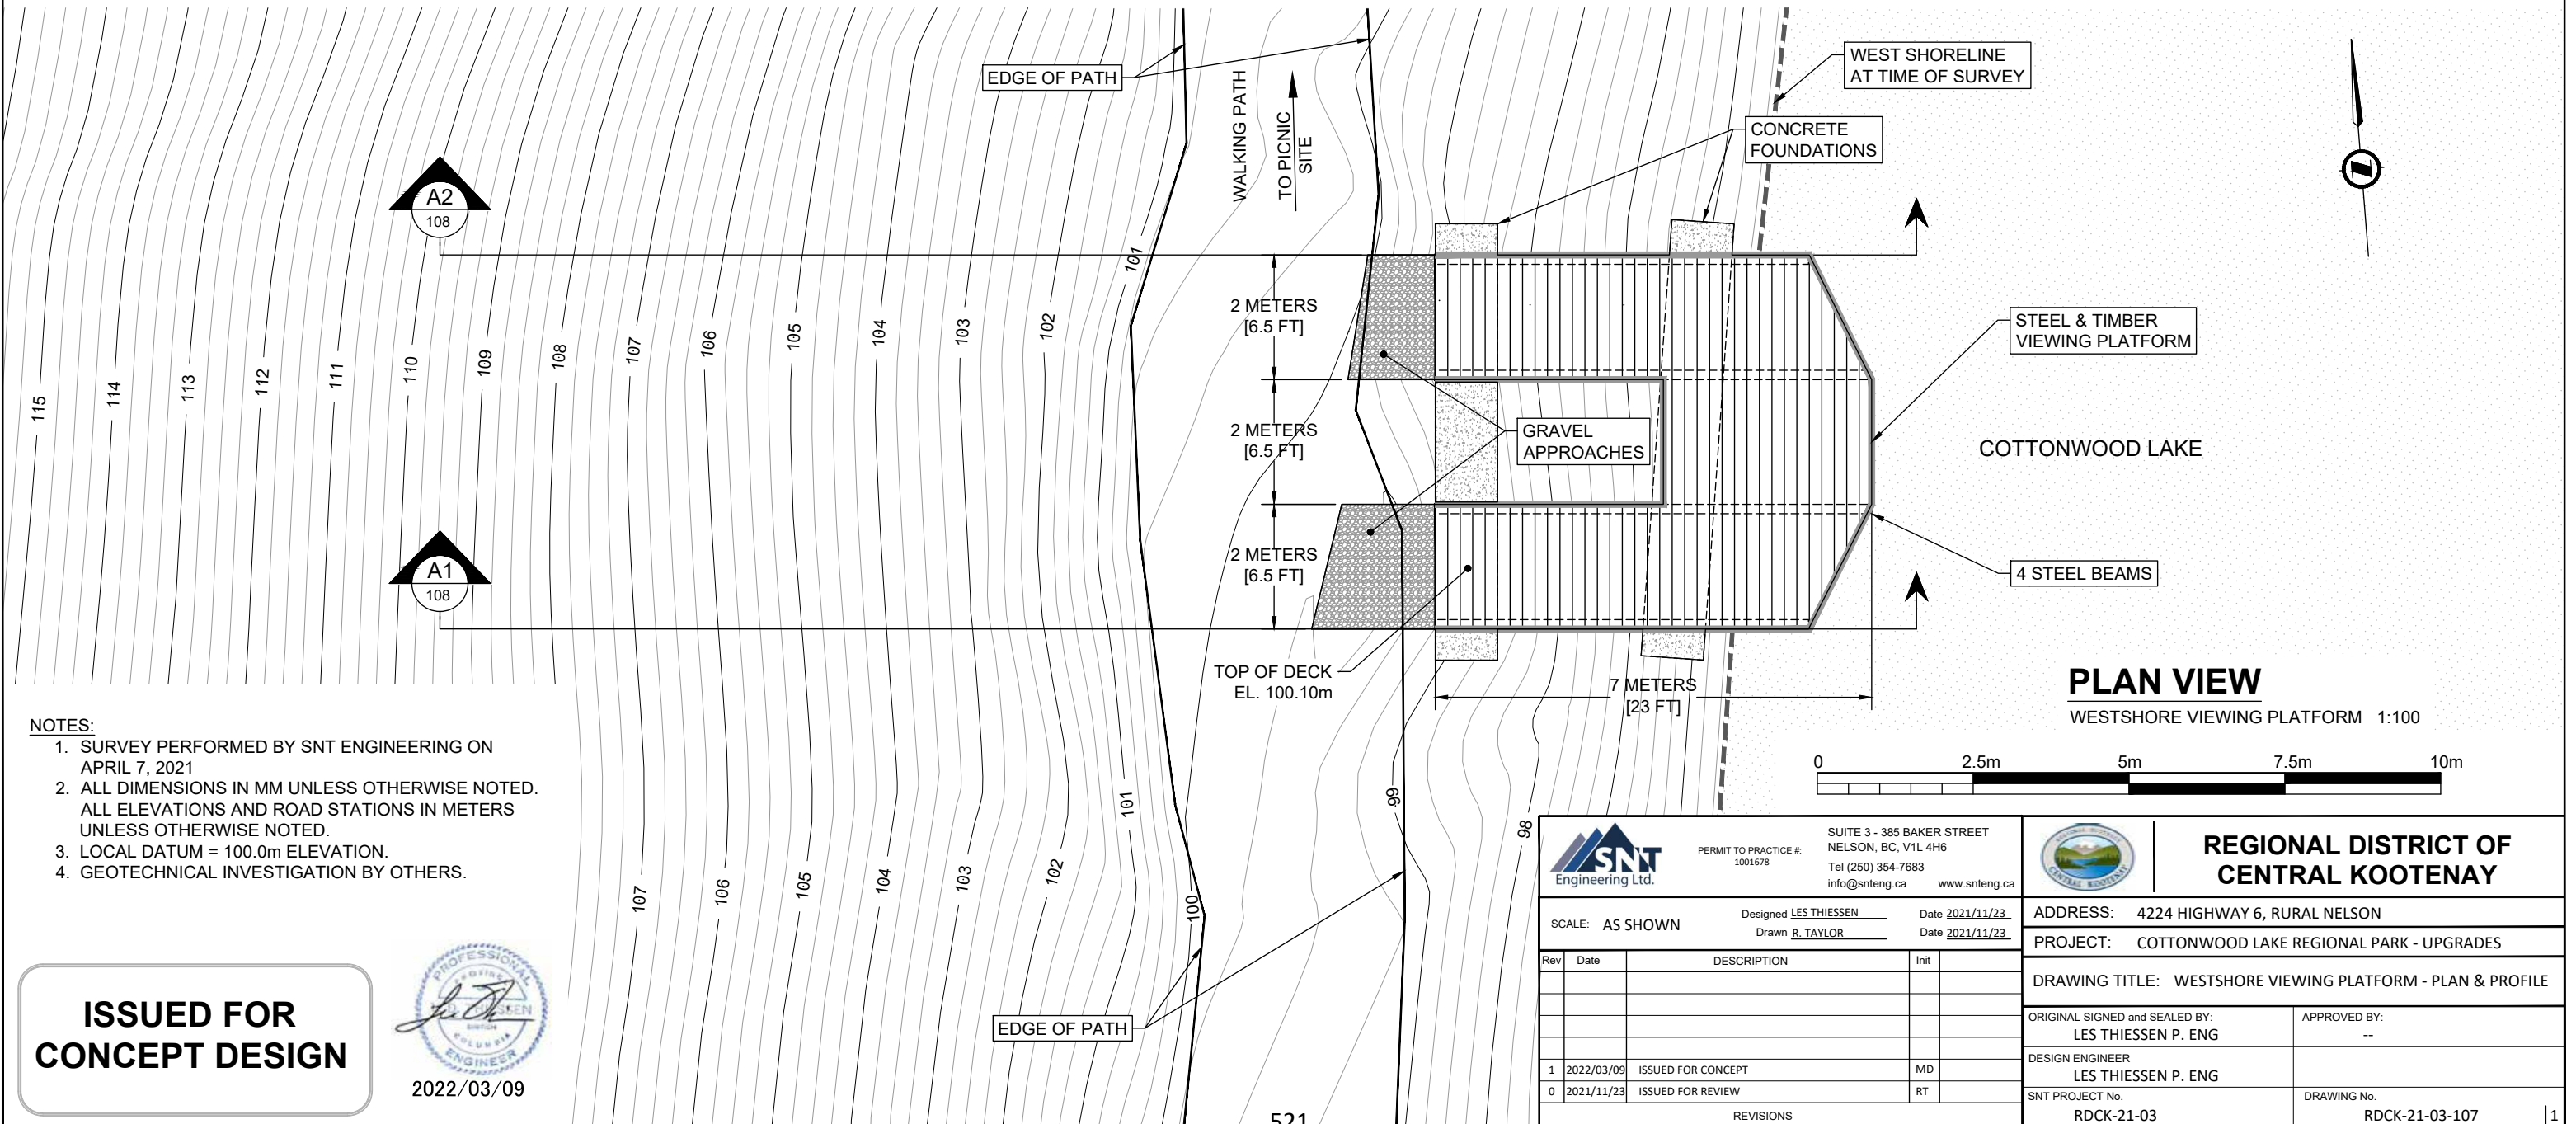 EDGE OF PATH
WALKING PATH
TO PICNIC
SITE
WEST SHORELINE
AT TIME OF SURVEY
CONCRETE
FOUNDATIONS
N
A2
108
101
2 METERS
[6.5 FT]
STEEL & TIMBER
VIEWING PLATFORM
115
114
113
112
111
110
109
108
107
106
105
104
103
102
2 METERS
[6.5 FT]
GRAVEL
APPROACHES
COTTONWOOD LAKE
A1
108
2 METERS
[6.5 FT]
4 STEEL BEAMS
TOP OF DECK
EL. 100.10m
7 METERS
[23 FT]
PLAN VIEW
WESTSHORE VIEWING PLATFORM 1:100
0 2.5m 5m 7.5m 10m
NOTES:
1. SURVEY PERFORMED BY SNT ENGINEERING ON
APRIL 7, 2021
2. ALL DIMENSIONS IN MM UNLESS OTHERWISE NOTED.
ALL ELEVATIONS AND ROAD STATIONS IN METERS
UNLESS OTHERWISE NOTED.
3. LOCAL DATUM = 100.0m ELEVATION.
4. GEOTECHNICAL INVESTIGATION BY OTHERS.
107
106
105
104
103
102
101
100
99
98
EDGE OF PATH
ISSUED FOR
CONCEPT DESIGN
PROFESSIONAL
PROVINCE
THIESSEN
BRITISH
COLUMBIA
ENGINEER
2022/03/09
521
SNT
Engineering Ltd.
PERMIT TO PRACTICE #:
1001678
SUITE 3 - 385 BAKER STREET
NELSON, BC, V1L 4H6
Tel (250) 354-7683
info@snteng.ca www.snteng.ca
REGIONAL DISTRICT
CENTRAL KOOTENAY
REGIONAL DISTRICT OF
CENTRAL KOOTENAY
SCALE: AS SHOWN
Designed LES THIESSEN Date 2021/11/23
Drawn R. TAYLOR Date 2021/11/23
Rev Date DESCRIPTION Init
1 2022/03/09 ISSUED FOR CONCEPT MD
0 2021/11/23 ISSUED FOR REVIEW RT
REVISIONS
ADDRESS: 4224 HIGHWAY 6, RURAL NELSON
PROJECT: COTTONWOOD LAKE REGIONAL PARK - UPGRADES
DRAWING TITLE: WESTSHORE VIEWING PLATFORM - PLAN & PROFILE
ORIGINAL SIGNED and SEALED BY:
LES THIESSEN P. ENG
APPROVED BY:
--
DESIGN ENGINEER
LES THIESSEN P. ENG
SNT PROJECT No.
RDCK-21-03
DRAWING No.
RDCK-21-03-107 1